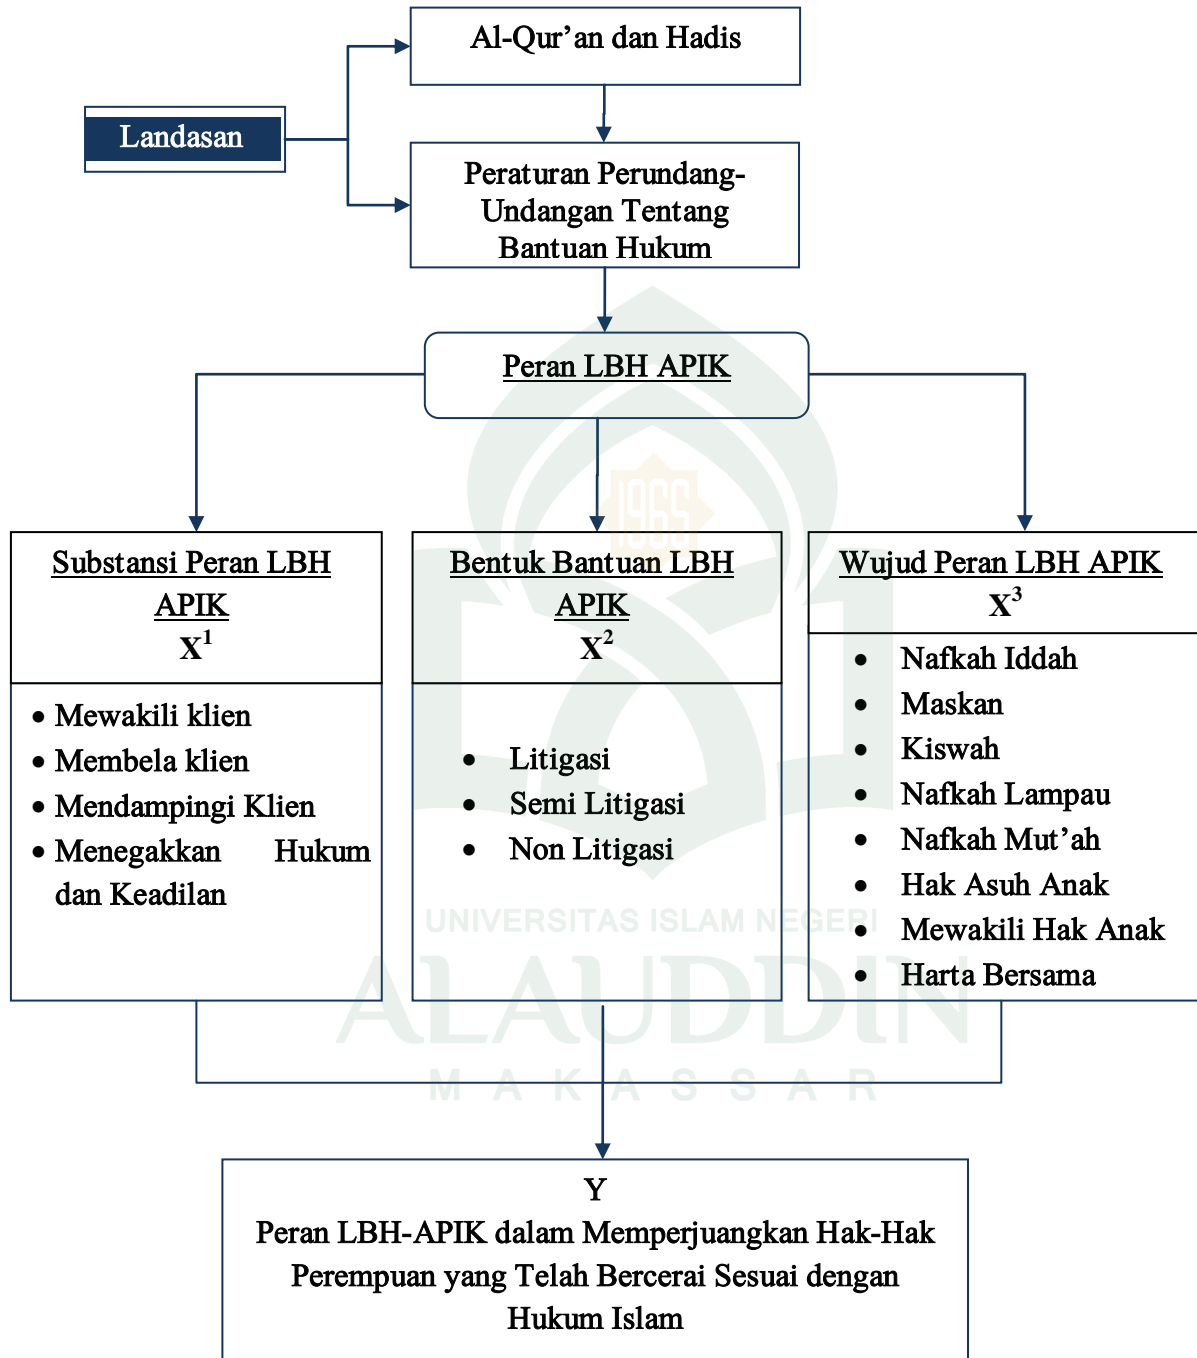 Al-Qur’an dan Hadis
Landasan
Peraturan Perundang-
Undangan Tentang
Bantuan Hukum
Peran LBH APIK
1965
Substansi Peran LBH
APIK
X¹
• Mewakili klien
• Membela klien
• Mendampingi Klien
• Menegakkan Hukum
dan Keadilan
Bentuk Bantuan LBH
APIK
X²
• Litigasi
• Semi Litigasi
• Non Litigasi
Wujud Peran LBH APIK
X³
• Nafkah Iddah
• Maskan
• Kiswah
• Nafkah Lampau
• Nafkah Mut’ah
• Hak Asuh Anak
• Mewakili Hak Anak
• Harta Bersama
UNIVERSITAS ISLAM NEGERI
ALAUDDIN
MAKASSAR
Y
Peran LBH-APIK dalam Memperjuangkan Hak-Hak
Perempuan yang Telah Bercerai Sesuai dengan
Hukum Islam